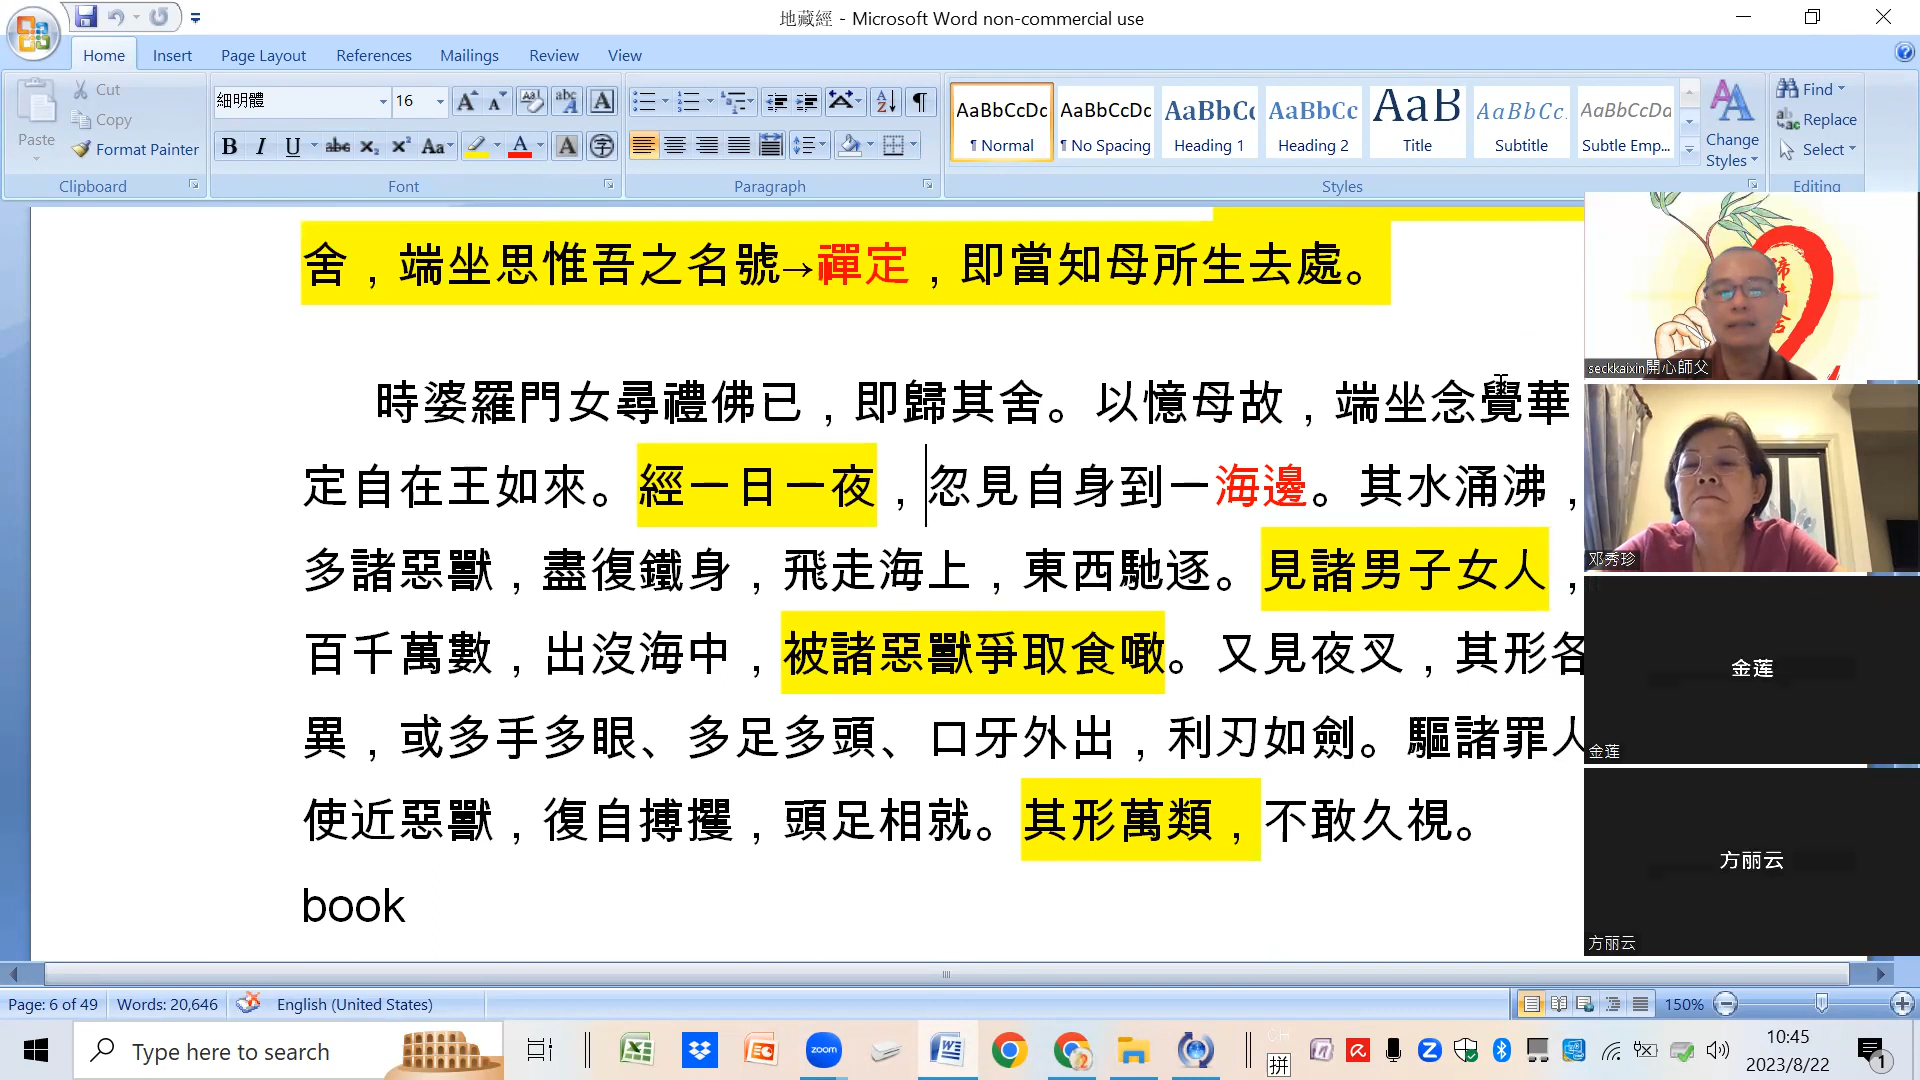 地藏經 - Microsoft Word non-commercial use
Home Insert Page Layout References Mailings Review View
Paste
Cut
Copy
Format Painter
Clipboard
細明體 16
Font
Paragraph
AaBbCcDc AaBbCcDc AaBbCc AaBbCc AaB AaBbCc. AaBbCcDd
¶ Normal ¶ No Spacing Heading 1 Heading 2 Title Subtitle Subtle Emp...
Change Styles
Styles
Find
Replace
Select
Editing
舍，端坐思惟吾之名號→禪定，即當知母所生去處。
時婆羅門女尋禮佛已，即歸其舍。以憶母故，端坐念覺華
定自在王如來。經一日一夜，忽見自身到一海邊。其水涌沸，
多諸惡獸，盡復鐵身，飛走海上，東西馳逐。見諸男子女人，
百千萬數，出沒海中，被諸惡獸爭取食噉。又見夜叉，其形各
異，或多手多眼、多足多頭、口牙外出，利刃如劍。驅諸罪人
使近惡獸，復自搏攫，頭足相就。其形萬類，不敢久視。
book
seckkaixin開心師父
邓秀珍
金莲
金莲
方丽云
方丽云
Page: 6 of 49 Words: 20,646 English (United States) 150%
Type here to search
zoom
拼
10:45
2023/8/22
1